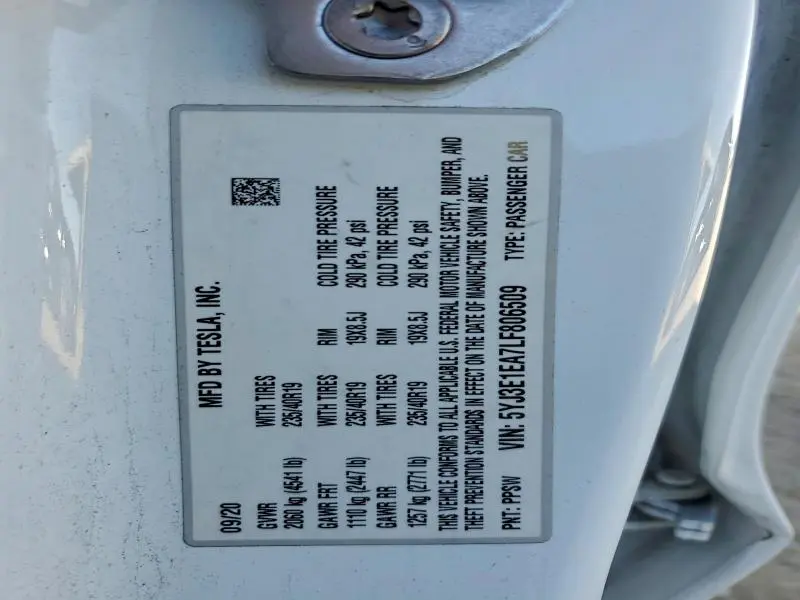 MFD BY TESLA, INC.
09/20
GVWR WITH TIRES
2060 kg (4541 lb) 235/40R19
GAWR FRT WITH TIRES RIM COLD TIRE PRESSURE
1110 kg (2447 lb) 235/40R19 19X8.5J 290 kPa, 42 psi
GAWR RR WITH TIRES RIM COLD TIRE PRESSURE
1257 kg (2771 lb) 235/40R19 19X8.5J 290 kPa, 42 psi
THIS VEHICLE CONFORMS TO ALL APPLICABLE U.S. FEDERAL MOTOR VEHICLE SAFETY, BUMPER, AND
THEFT PREVENTION STANDARDS IN EFFECT ON THE DATE OF MANUFACTURE SHOWN ABOVE.
PNT: PPSW VIN: 5YJ3E1EA7LF806509 TYPE: PASSENGER CAR